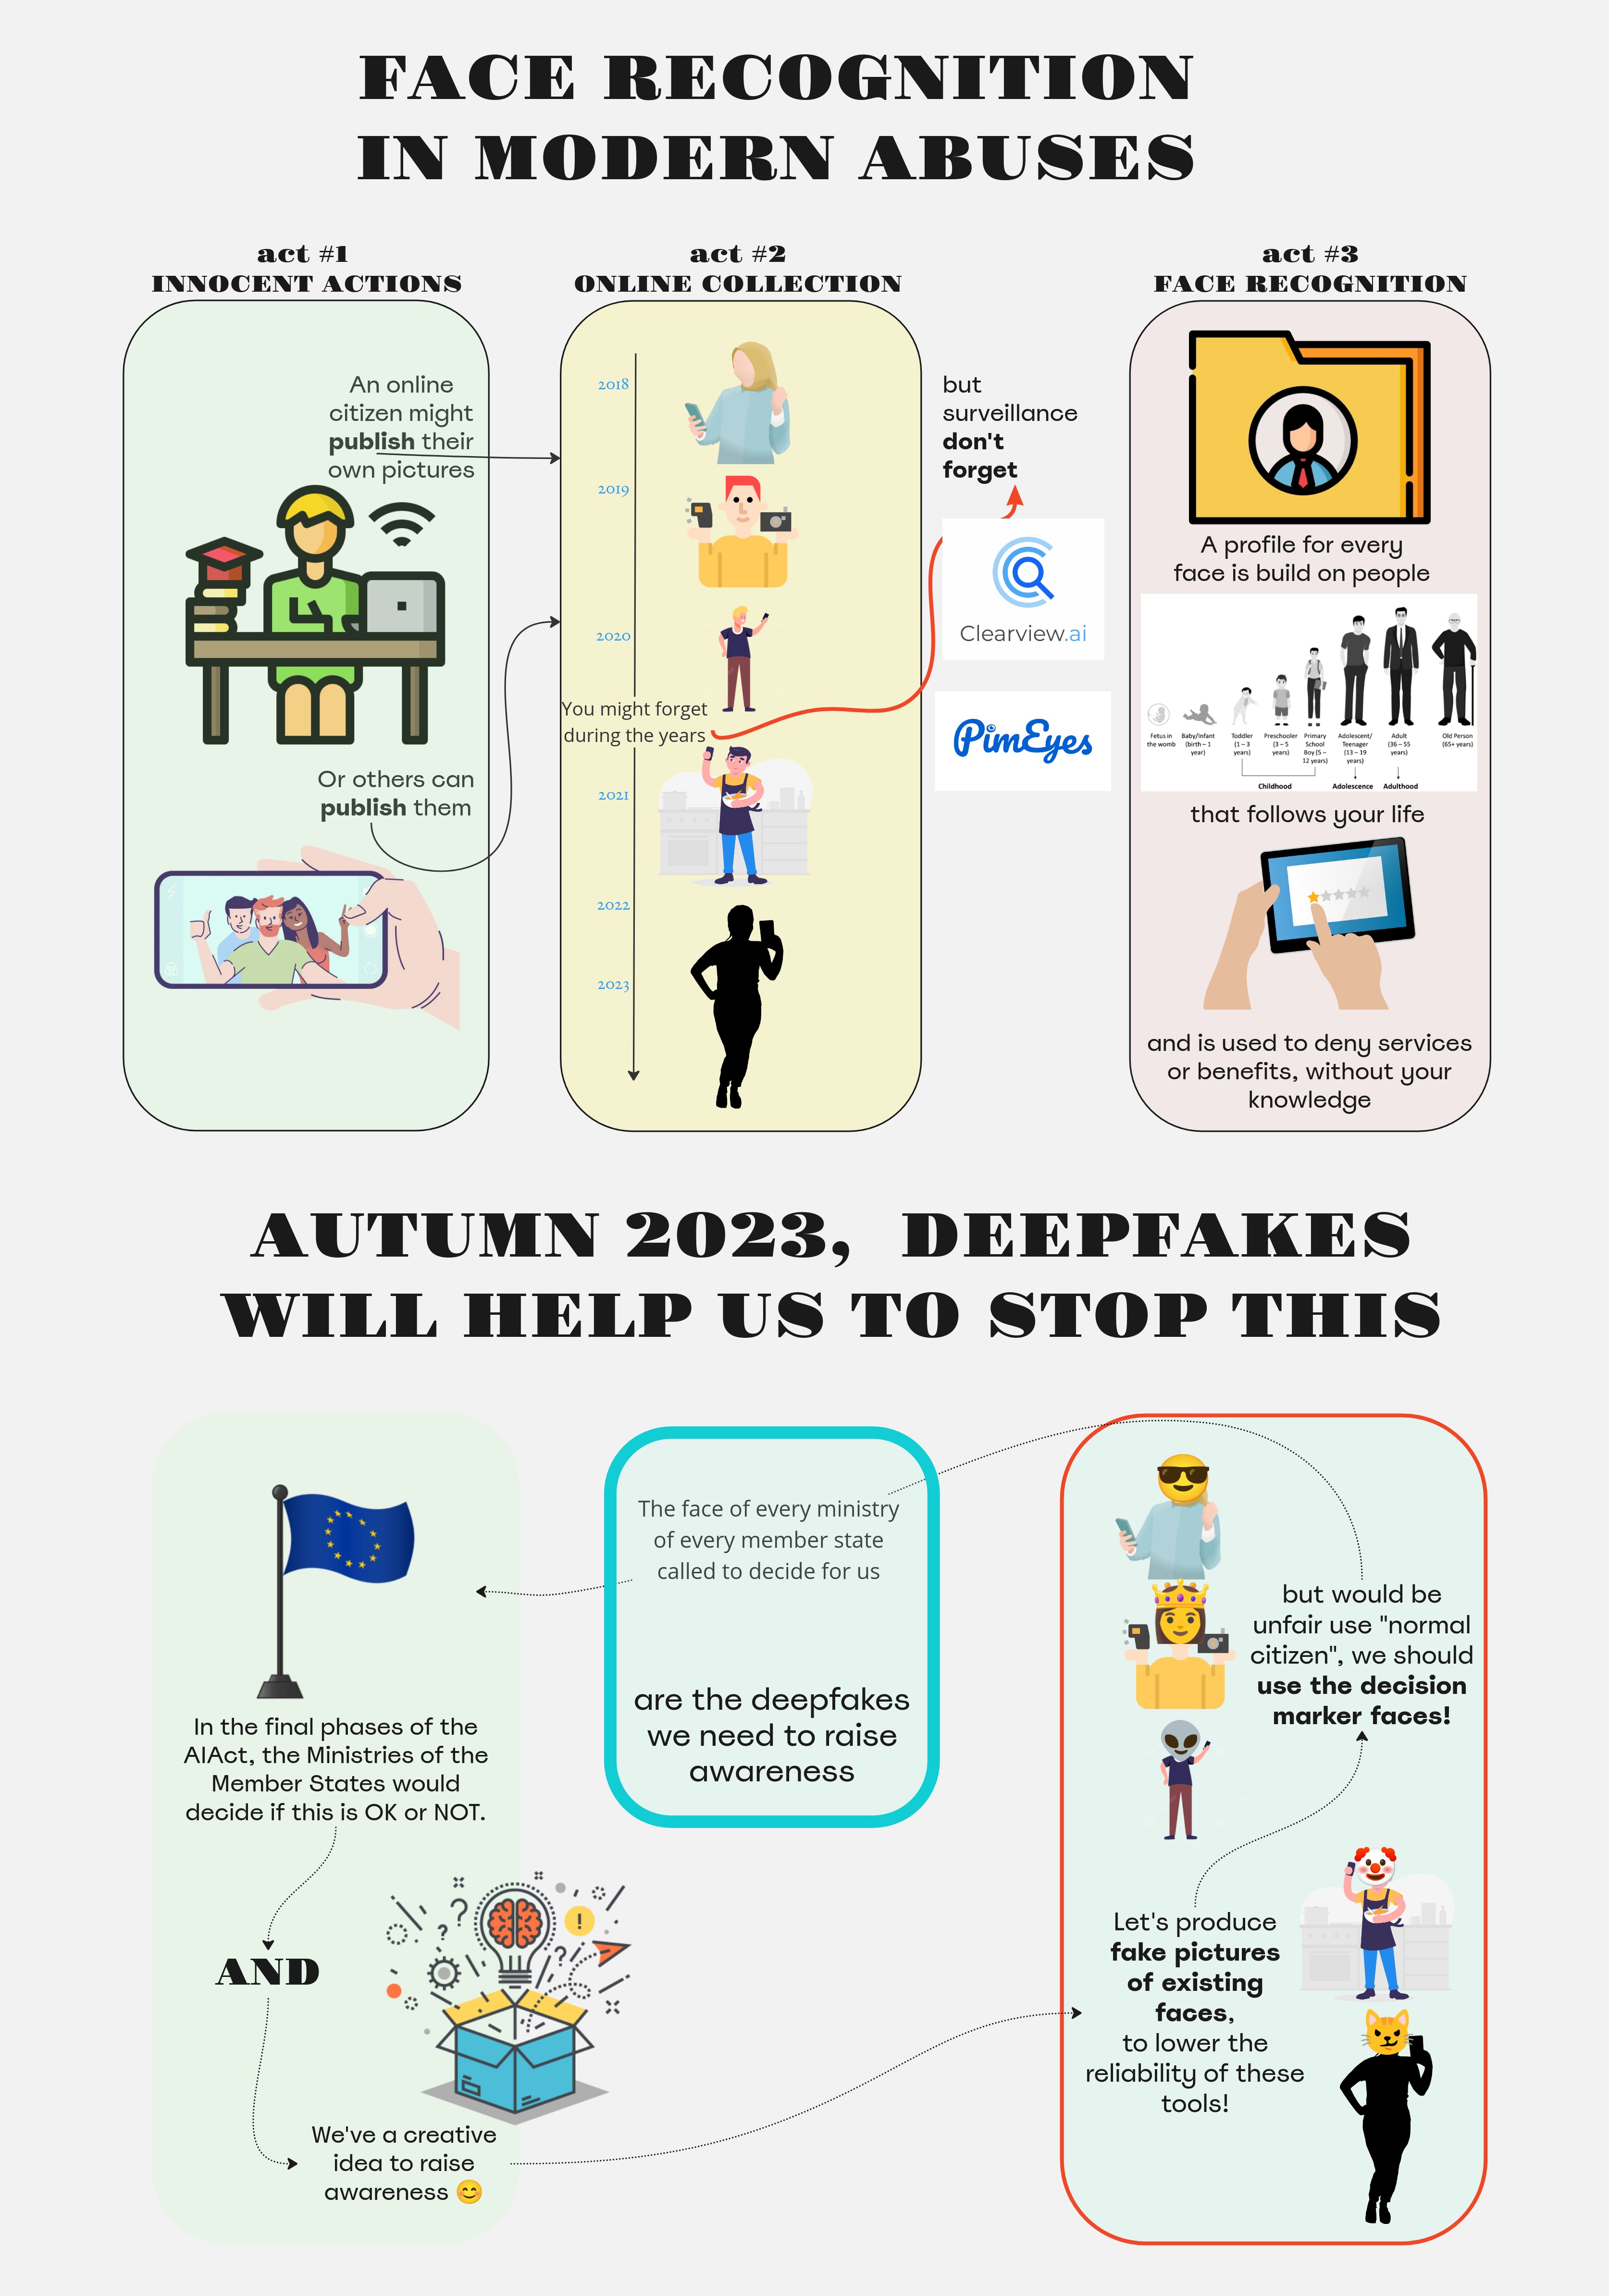 FACE RECOGNITION
IN MODERN ABUSES
act #1
INNOCENT ACTIONS
An online
citizen might
publish their
own pictures
Or others can
publish them
act #2
ONLINE COLLECTION
2018
2019
2020
You might forget
during the years
2021
2022
2023
but
surveillance
don't
forget
Clearview.ai
PimEyes
act #3
FACE RECOGNITION
A profile for every
face is build on people
Fetus in
the womb
Baby/Infant
(birth – 1
year)
Toddler
(1 – 3
years)
Preschooler
(3 – 5
years)
Primary
School
Boy (5 –
12 years)
Adolescent/
Teenager
(13 – 19
years)
Adult
(36 – 55
years)
Old Person
(65+ years)
Childhood
Adolescence
Adulthood
that follows your life
and is used to deny services
or benefits, without your
knowledge
AUTUMN 2023, DEEPFAKES
WILL HELP US TO STOP THIS
In the final phases of the
AIAct, the Ministries of the
Member States would
decide if this is OK or NOT.
AND
!
We've a creative
idea to raise
awareness 😊
The face of every ministry
of every member state
called to decide for us
are the deepfakes
we need to raise
awareness
but would be
unfair use "normal
citizen", we should
use the decision
marker faces!
Let's produce
fake pictures
of existing
faces,
to lower the
reliability of these
tools!